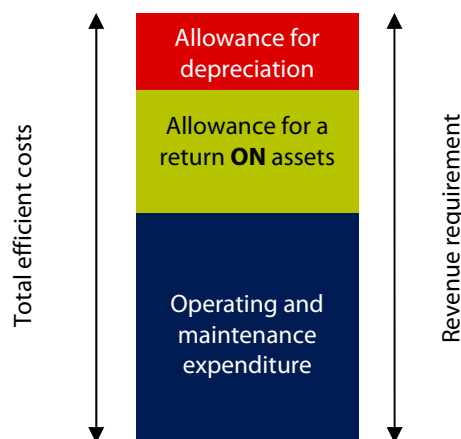 Allowance for
depreciation
Allowance for a
return ON assets
Operating and
maintenance
expenditure
Total efficient costs
Revenue requirement